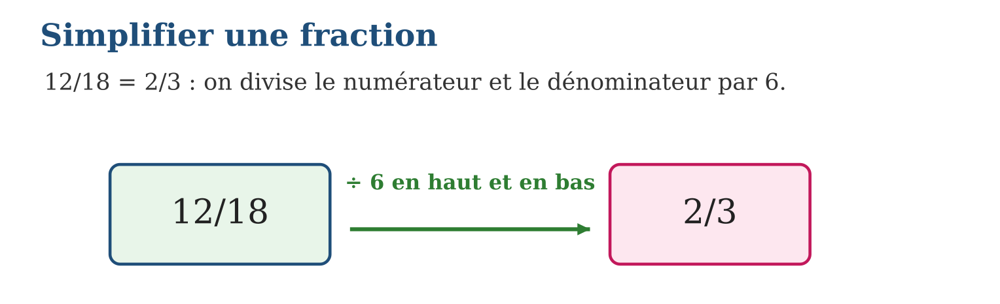 Simplifier une fraction
12/18 = 2/3 : on divise le numérateur et le dénominateur par 6.
12/18
÷ 6 en haut et en bas
2/3